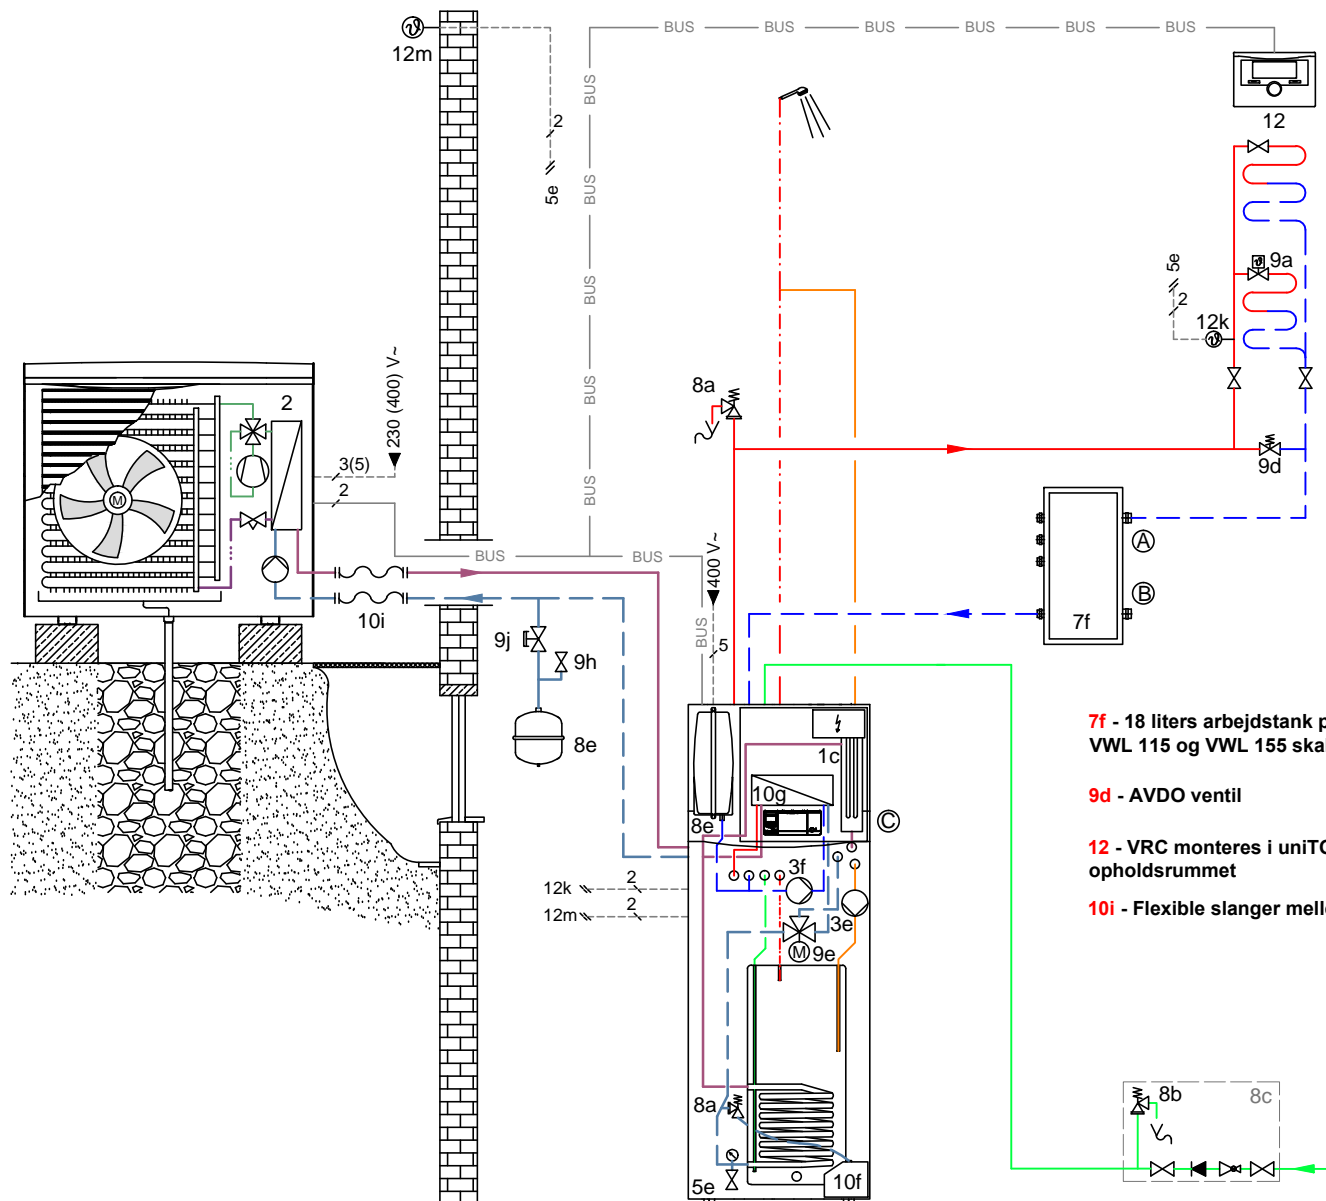 12m
BUS BUS BUS BUS BUS BUS
12
BUS
2
5e
BUS
BUS
BUS
BUS
9a
5e
2
12k
2
230 (400) V~
3(5)
2
M
8a
9d
BUS BUS
400 V~
A
B
7f
10i
9j
9h
8e
BUS
5
1c
10g
8e
C
12k 2
12m 2
3f
3e
M 9e
8a
5e
10f
7f - 18 liters arbejdstank p
VWL 115 og VWL 155 ska
9d - AVDO ventil
12 - VRC monteres i uniTO
opholdsrummet
10i - Flexible slanger melle
8b
8c